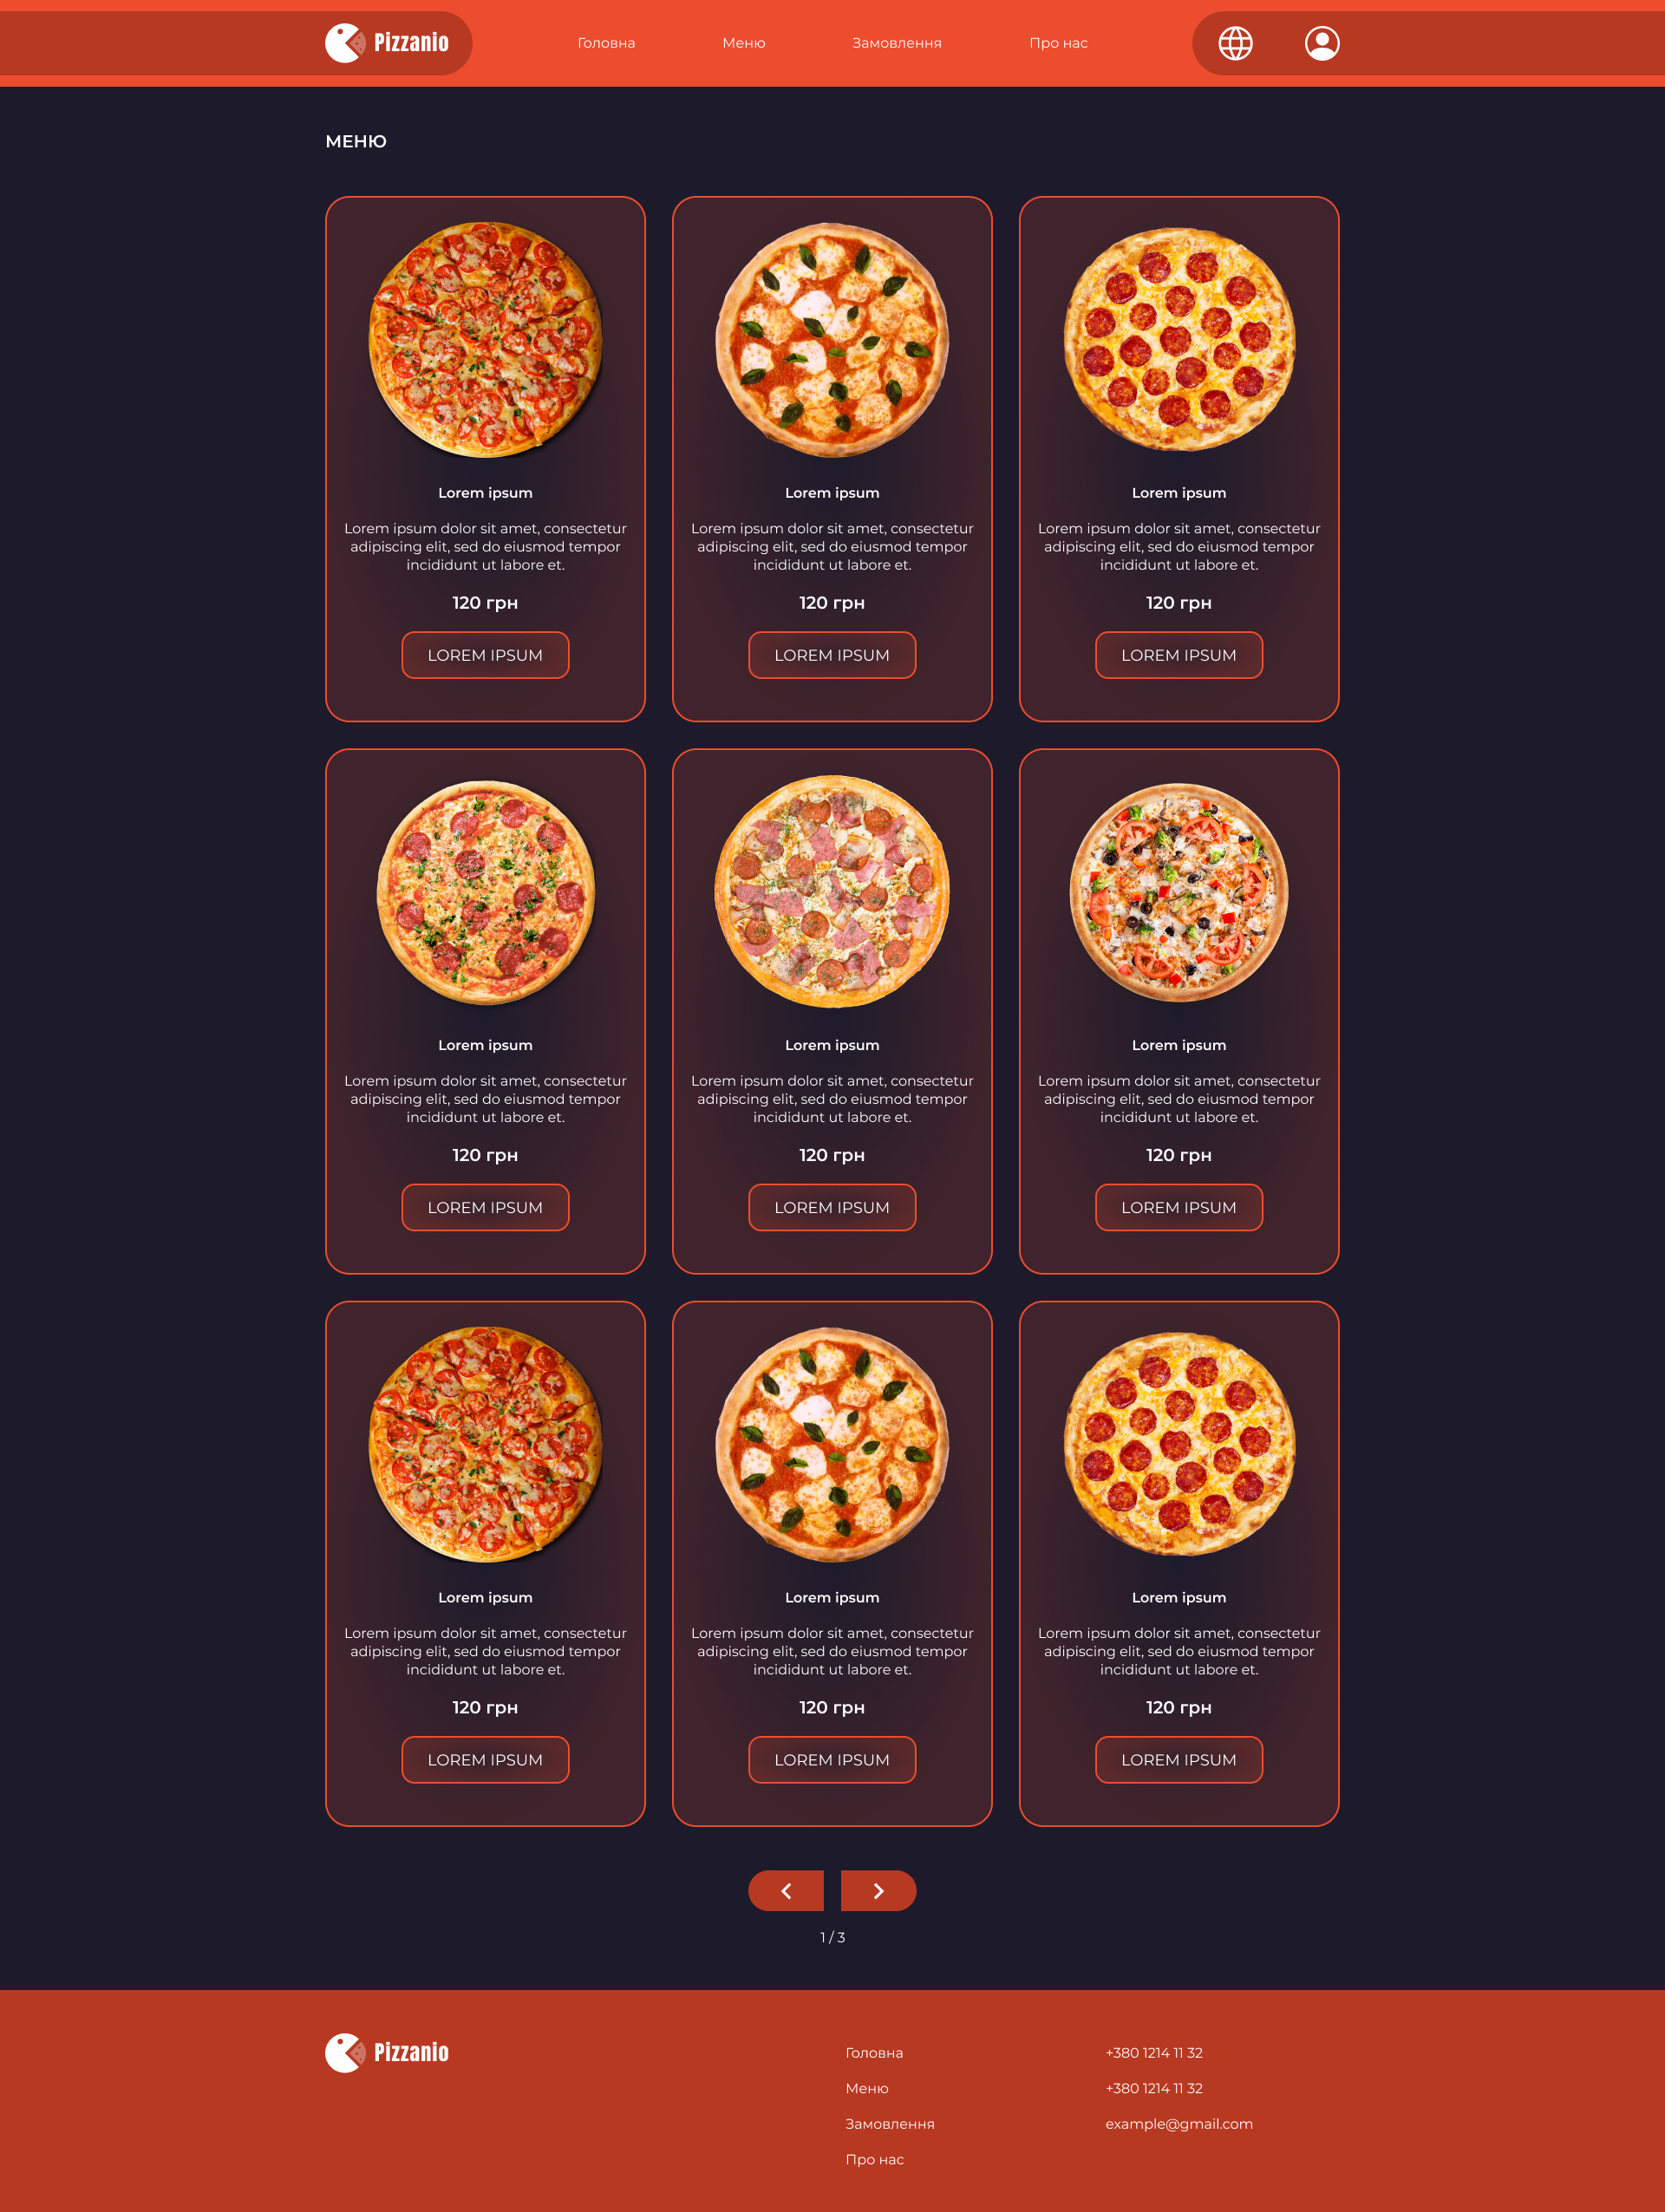 Pizzanio
Головна
Меню
Замовлення
Про нас
МЕНЮ
Lorem ipsum
Lorem ipsum dolor sit amet, consectetur
adipiscing elit, sed do eiusmod tempor
incididunt ut labore et.
120 грн
LOREM IPSUM
Lorem ipsum
Lorem ipsum dolor sit amet, consectetur
adipiscing elit, sed do eiusmod tempor
incididunt ut labore et.
120 грн
LOREM IPSUM
Lorem ipsum
Lorem ipsum dolor sit amet, consectetur
adipiscing elit, sed do eiusmod tempor
incididunt ut labore et.
120 грн
LOREM IPSUM
Lorem ipsum
Lorem ipsum dolor sit amet, consectetur
adipiscing elit, sed do eiusmod tempor
incididunt ut labore et.
120 грн
LOREM IPSUM
Lorem ipsum
Lorem ipsum dolor sit amet, consectetur
adipiscing elit, sed do eiusmod tempor
incididunt ut labore et.
120 грн
LOREM IPSUM
Lorem ipsum
Lorem ipsum dolor sit amet, consectetur
adipiscing elit, sed do eiusmod tempor
incididunt ut labore et.
120 грн
LOREM IPSUM
Lorem ipsum
Lorem ipsum dolor sit amet, consectetur
adipiscing elit, sed do eiusmod tempor
incididunt ut labore et.
120 грн
LOREM IPSUM
Lorem ipsum
Lorem ipsum dolor sit amet, consectetur
adipiscing elit, sed do eiusmod tempor
incididunt ut labore et.
120 грн
LOREM IPSUM
Lorem ipsum
Lorem ipsum dolor sit amet, consectetur
adipiscing elit, sed do eiusmod tempor
incididunt ut labore et.
120 грн
LOREM IPSUM
1 / 3
Pizzanio
Головна
Меню
Замовлення
Про нас
+380 1214 11 32
+380 1214 11 32
example@gmail.com